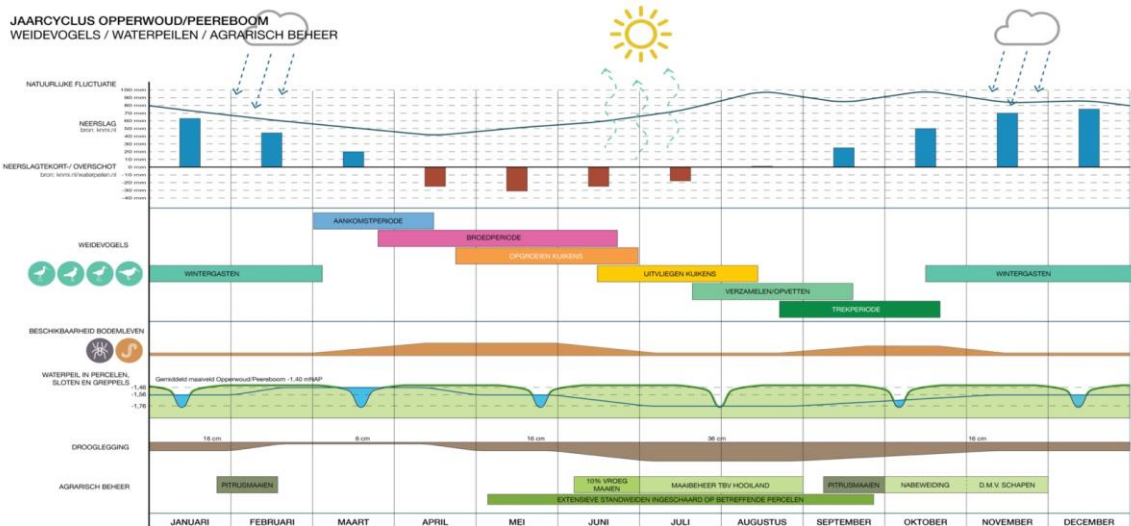 JAARCYCLUS OPPERWOUD/PEEREBOOM
WEIDEVOGELS / WATERPEILEN / AGRARISCH BEHEER
NATUURLIJKE FLUCTUATIE
100 mm
90 mm
80 mm
70 mm
60 mm
50 mm
40 mm
30 mm
20 mm
10 mm
0 mm
-10 mm
-20 mm
-30 mm
-40 mm
NEERSLAG
bron: knmi.nl
NEERSLAGTEKORT-/ OVERSCHOT
bron: knmi.nl/waterpeilen.nl
AANKOMSTPERIODE
BROEDPERIODE
WEIDEVOGELS
OPGROEIEN KUIKENS
WINTERGASTEN
UITVLIEGEN KUIKENS
WINTERGASTEN
VERZAMELEN/OPVETTEN
TREKPERIODE
BESCHIKBAARHEID BODEMLEVEN
WATERPEIL IN PERCELEN,
SLOTEN EN GREPPELS
Gemiddeld maaiveld Opperwoud/Peereboom -1,40 mNAP
-1,46
-1,56
-1,76
DROOGLEGGING
16 cm
6 cm
16 cm
36 cm
16 cm
AGRARISCH BEHEER
PITRUSMAAIEN
10% VROEG
MAAIEN
MAAIBEHEER TBV HOOILAND
PITRUSMAAIEN
NABEWEIDING
D.M.V. SCHAPEN
EXTENSIEVE STANDWEIDEN INGESCHAARD OP BETREFFENDE PERCELEN
JANUARI
FEBRUARI
MAART
APRIL
MEI
JUNI
JULI
AUGUSTUS
SEPTEMBER
OKTOBER
NOVEMBER
DECEMBER